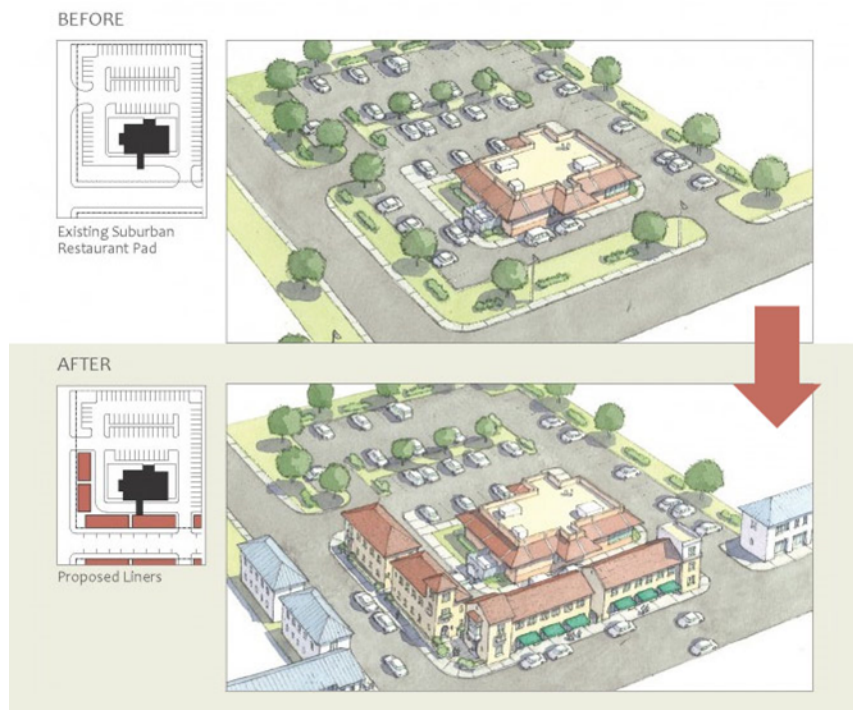 BEFORE
Existing Suburban
Restaurant Pad
AFTER
Proposed Liners